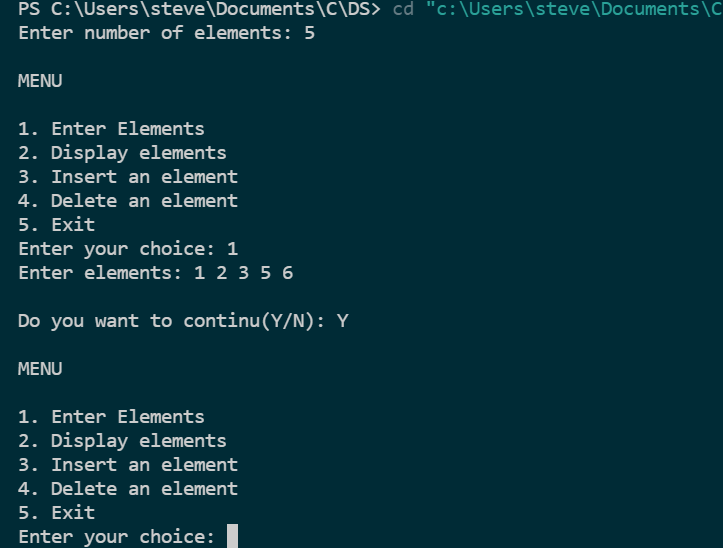 PS C:\Users\steve\Documents\C\DS> cd "c:\Users\steve\Documents\C
Enter number of elements: 5
MENU
1. Enter Elements
2. Display elements
3. Insert an element
4. Delete an element
5. Exit
Enter your choice: 1
Enter elements: 1 2 3 5 6
Do you want to continu(Y/N): Y
MENU
1. Enter Elements
2. Display elements
3. Insert an element
4. Delete an element
5. Exit
Enter your choice: